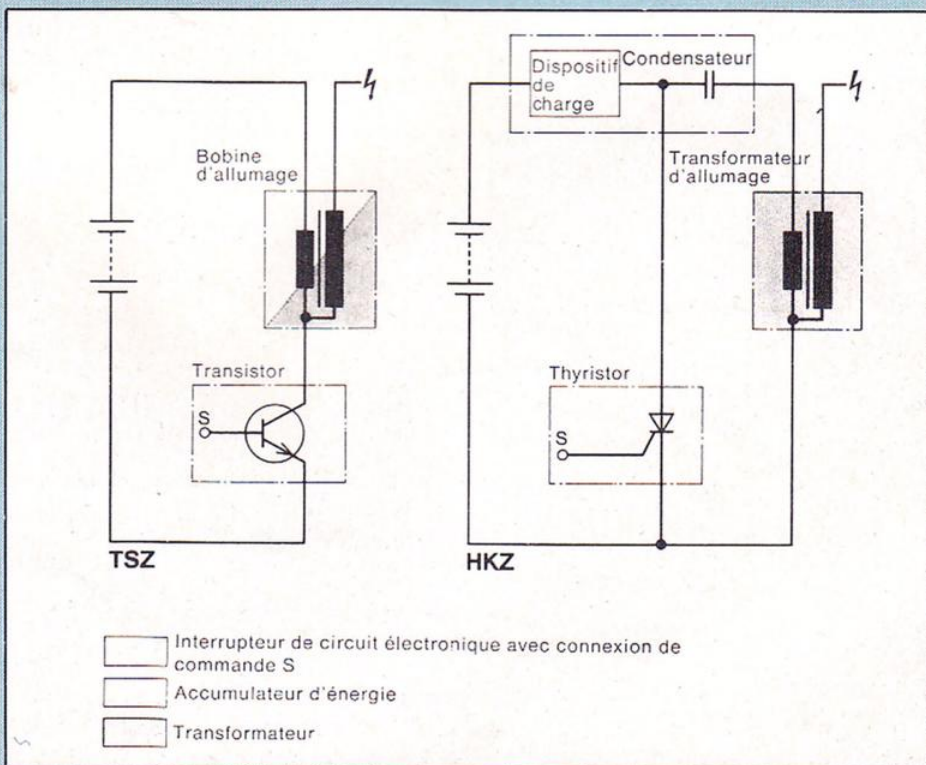 Dispositif
de
charge
Condensateur
Bobine
d'allumage
Transformateur
d'allumage
Transistor
S
Thyristor
S
TSZ
HKZ
Interrupteur de circuit électronique avec connexion de
commande S
Accumulateur d'énergie
Transformateur